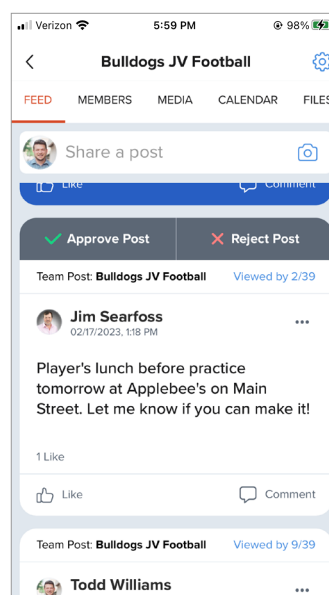 Verizon 5:59 PM 98%
Bulldogs JV Football
FEED MEMBERS MEDIA CALENDAR FILES
Share a post
Like Comment
Approve Post Reject Post
Team Post: Bulldogs JV Football Viewed by 2/39
Jim Searfoss
02/17/2023, 1:18 PM
Player's lunch before practice
tomorrow at Applebee's on Main
Street. Let me know if you can make it!
1 Like
Like Comment
Team Post: Bulldogs JV Football Viewed by 9/39
Todd Williams